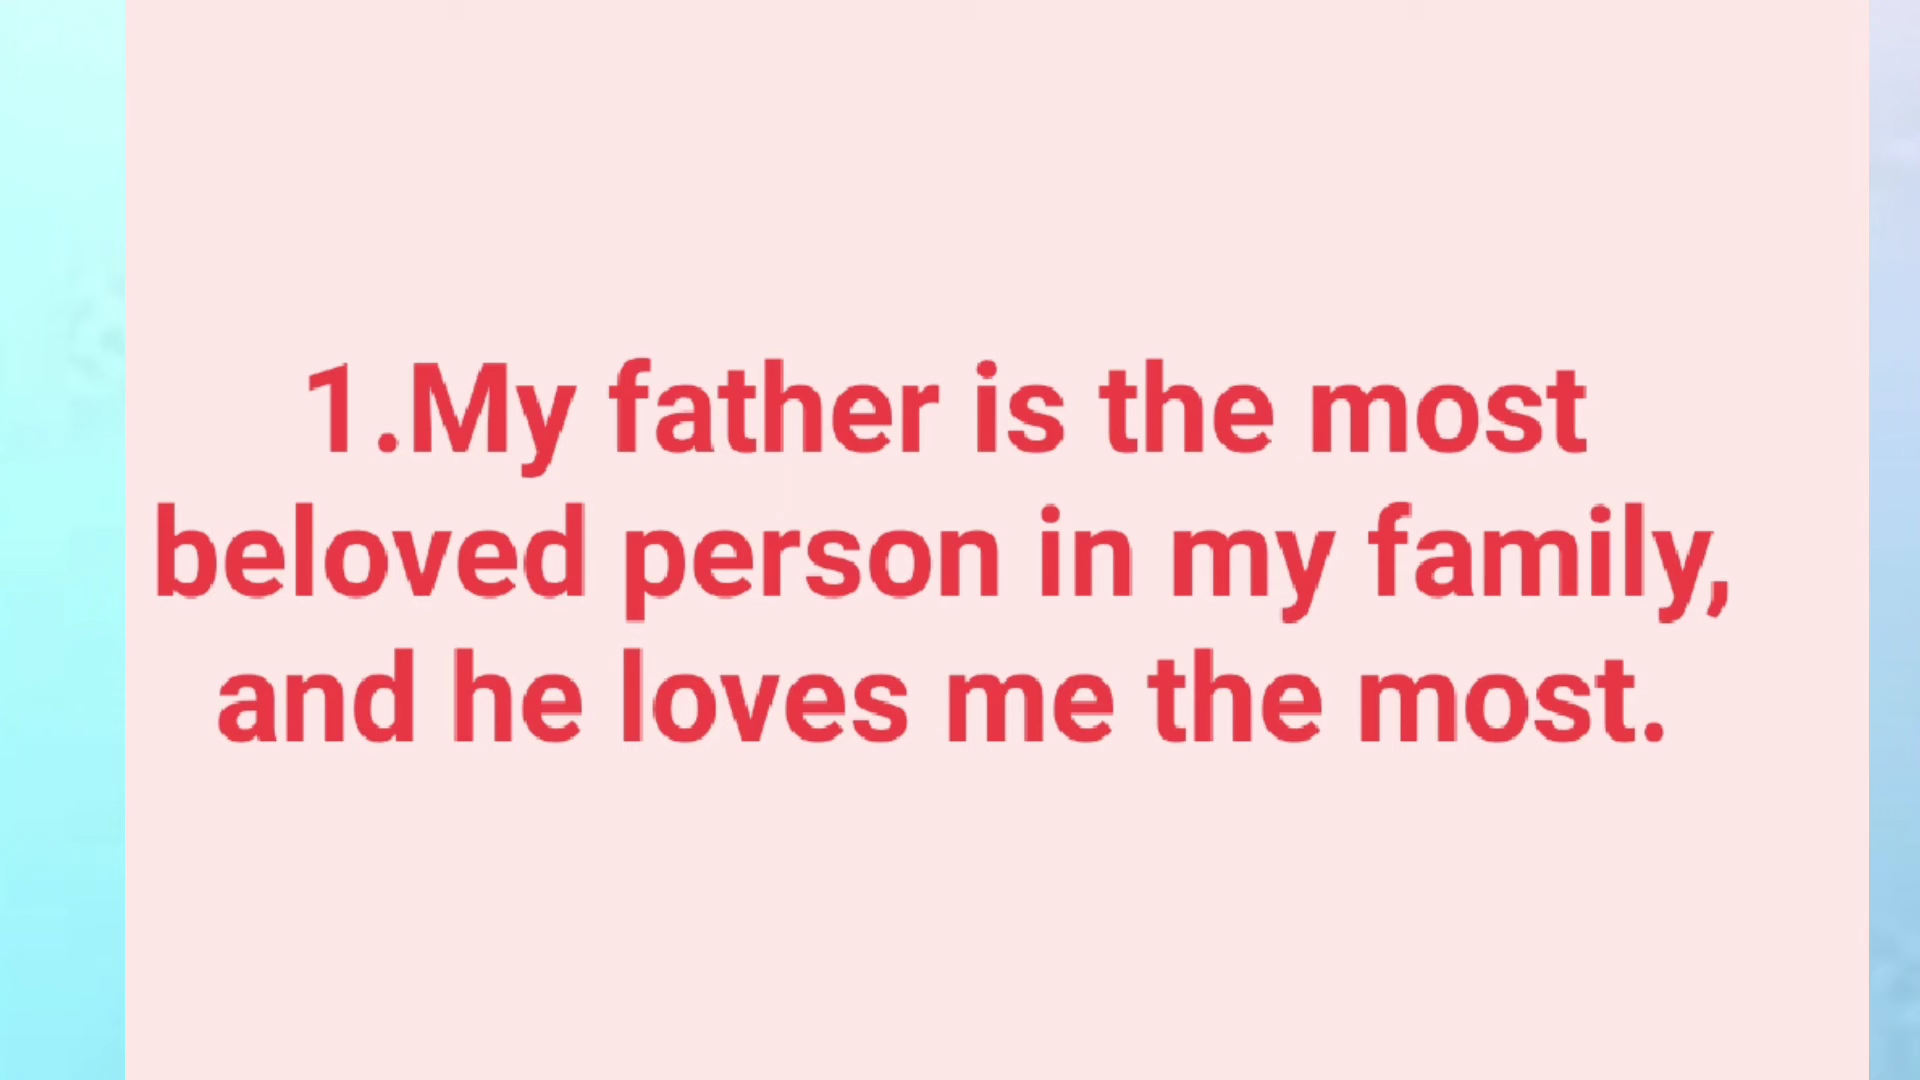 1.My father is the most
beloved person in my family,
and he loves me the most.